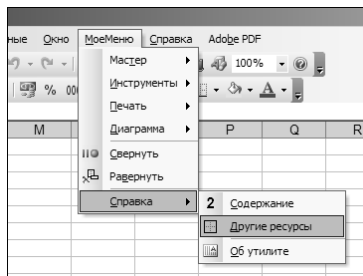 ные Окно МоеМеню Справка Adobe PDF
Мастер 100%
Инструменты
% 000
Печать
Диаграмма
M P Q R
Свернуть
Развернуть
Справка
2 Содержание
Другие ресурсы
Об утилите